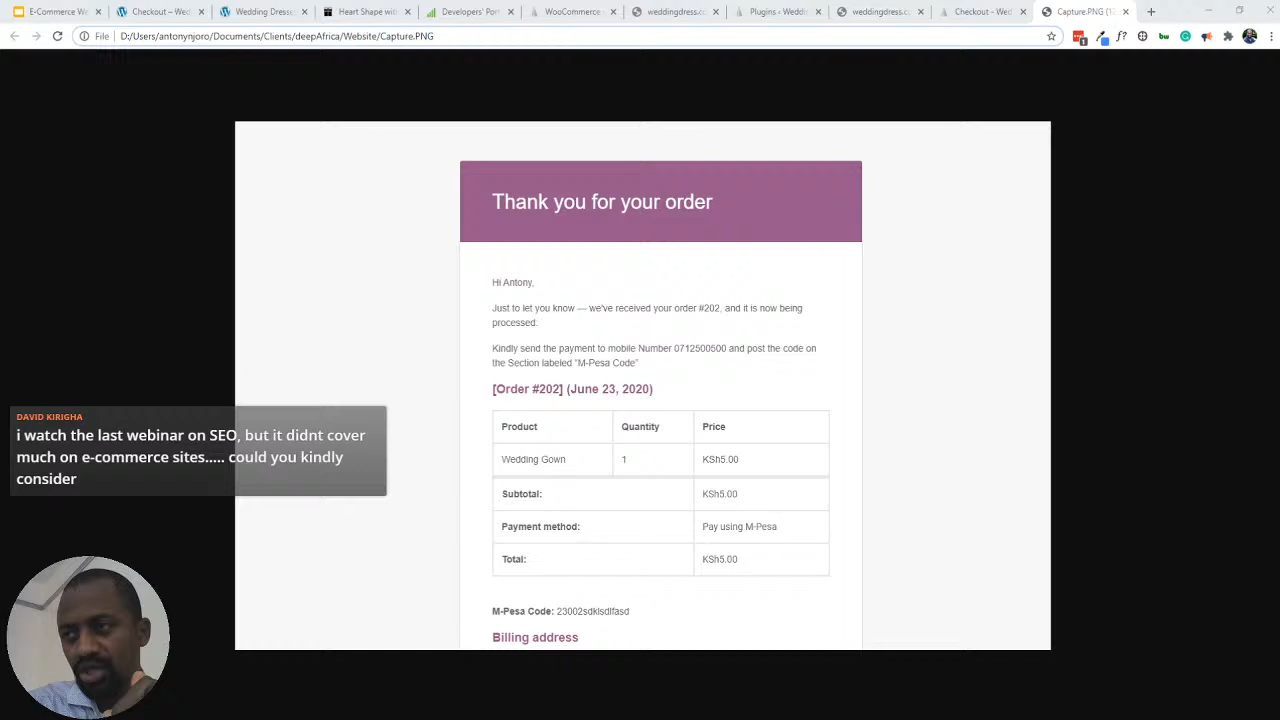 E-Commerce We
Checkout – Wed
Wedding Dresse
Heart Shape with
Developers' Port
WooCommerce
weddingdress.co
Plugins ‹ Weddin
weddingdress.co
Checkout - Wed
Capture.PNG (12
File
D:/Users/antonynjoro/Documents/Clients/deepAfrica/Website/Capture.PNG
1
f?
bw
Thank you for your order
Hi Antony,
Just to let you know — we've received your order #202, and it is now being
processed:
Kindly send the payment to mobile Number 0712500500 and post the code on
the Section labeled "M-Pesa Code"
[Order #202] (June 23, 2020)
Product Quantity Price
Wedding Gown 1 KSh5.00
Subtotal: KSh5.00
Payment method: Pay using M-Pesa
Total: KSh5.00
M-Pesa Code: 23002sdklsdlfasd
Billing address
DAVID KIRIGHA
i watch the last webinar on SEO, but it didnt cover
much on e-commerce sites..... could you kindly
consider